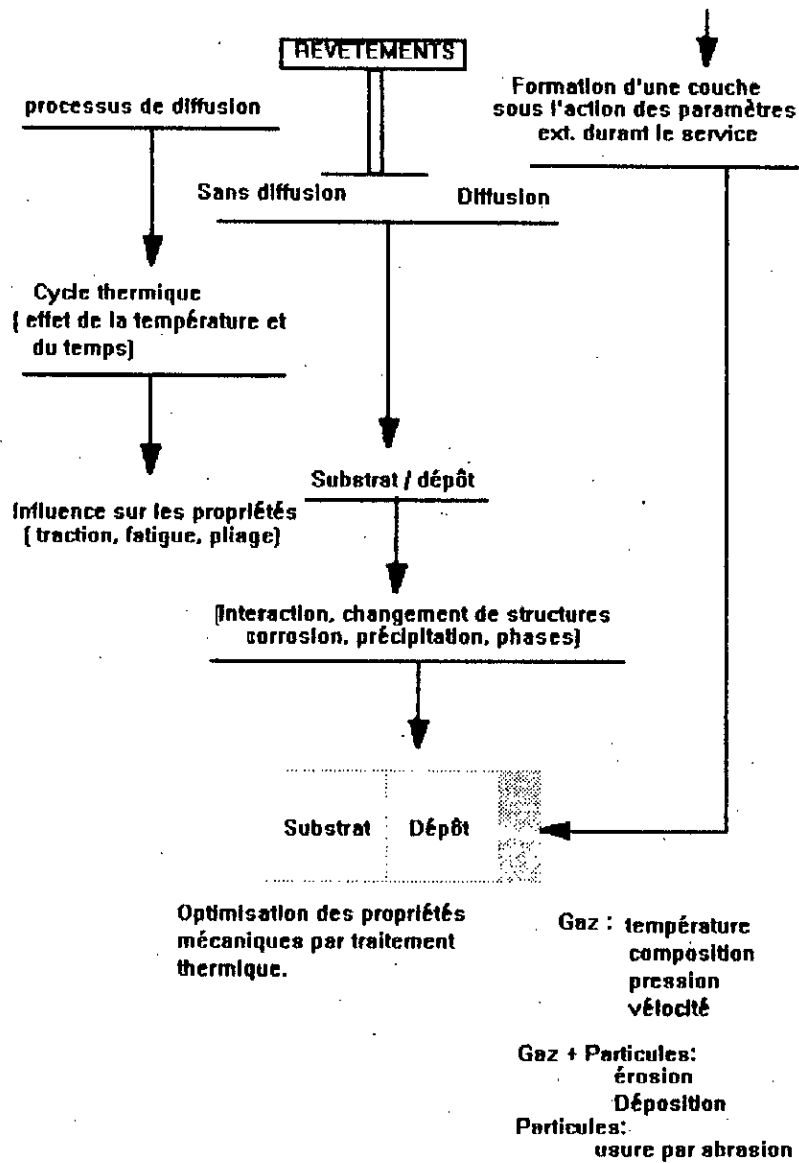 REVETEMENTS
processus de diffusion
Formation d'une couche
sous l'action des paramètres
ext. durant le service
Sans diffusion
Diffusion
Cycle thermique
( effet de la température et
du temps)
Substrat / dépôt
Influence sur les propriétés
( traction, fatigue, pliage)
(Interaction, changement de structures
corrosion, précipitation, phases)
Substrat
Dépôt
Optimisation des propriétés
mécaniques par traitement
thermique.
Gaz : température
composition
pression
vélocité
Gaz + Particules:
érosion
Déposition
Particules:
usure par abrasion